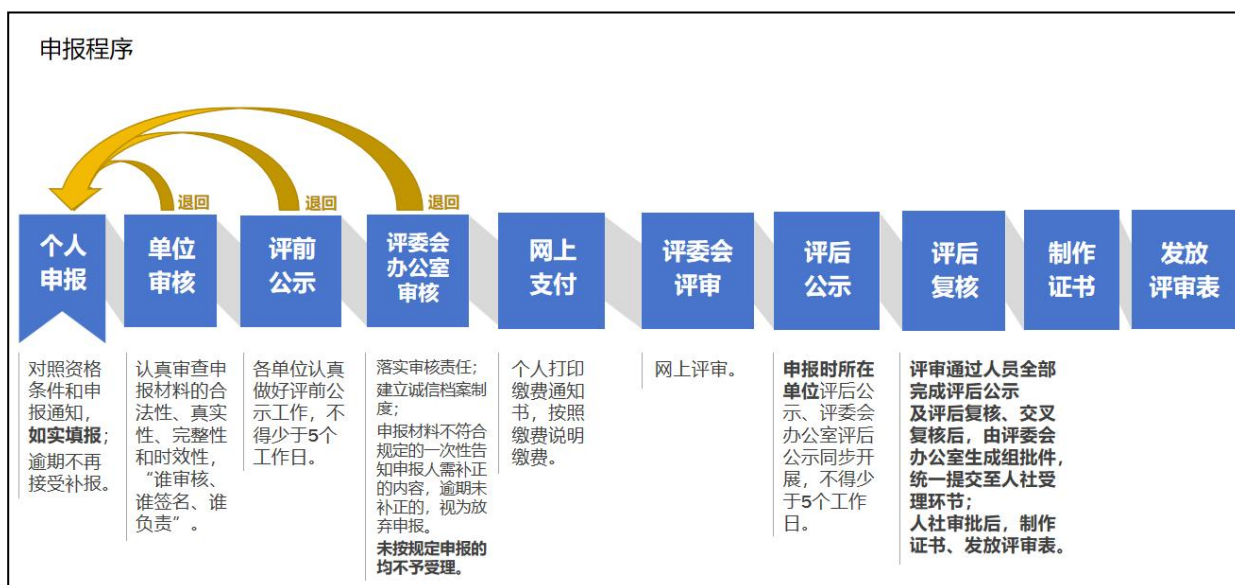 申报程序
退回
退回
退回
个人
申报
单位
审核
评前
公示
评委会
办公室
审核
网上
支付
评委会
评审
评后
公示
评后
复核
制作
证书
发放
评审表
对照资格
条件和申
报通知，
如实填报；
逾期不再
接受补报。
认真审查申
报材料的合
法性、真实
性、完整性
和时效性，
“谁审核、
谁签名、谁
负责”。
各单位认真
做好评前公
示工作，不
得少于5个
工作日。
落实审核责任；
建立诚信档案制
度；
申报材料不符合
规定的一次性告
知申报人需补正
的内容，逾期未
补正的，视为放
弃申报。
未按规定申报的
均不予受理。
个人打印
缴费通知
书，按照
缴费说明
缴费。
网上评审。
申报时所在
单位评后公
示、评委会
办公室评后
公示同步开
展，不得少
于5个工作
日。
评审通过人员全部
完成评后公示
及评后复核、交叉
复核后，由评委会
办公室生成组批件，
统一提交至人社受
理环节；
人社审批后，制作
证书、发放评审表。